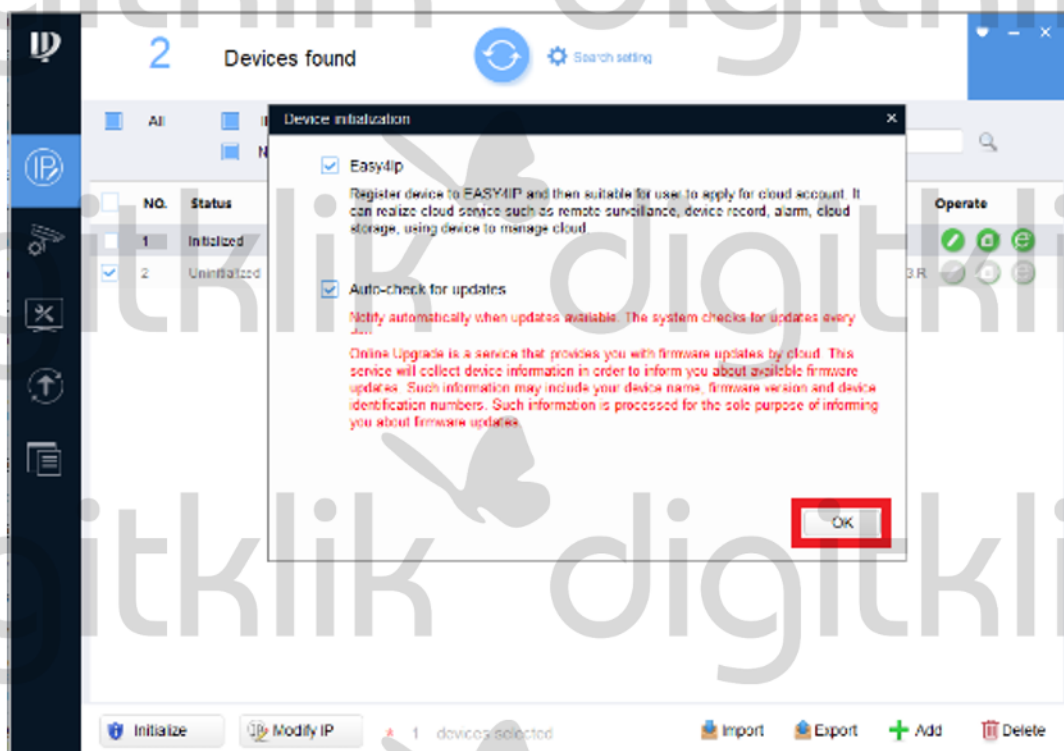 2 Devices found Search setting
All
Device initialization
Easy4ip
Register device to EASY4IP and then suitable for user to apply for cloud account. It
can realize cloud service such as remote surveillance, device record, alarm, cloud
storage, using device to manage cloud.
NO. Status Operate
1 Initialized
2 Uninitialized 3.R
Auto-check for updates
Notify automatically when updates available. The system checks for updates every
Online Upgrade is a service that provides you with firmware updates by cloud. This
service will collect device information in order to inform you about available firmware
updates. Such information may include your device name, firmware version and device
identification numbers. Such information is processed for the sole purpose of informing
you about firmware updates.
OK
Initialize Modify IP * 1 devices selected Import Export Add Delete
digitklik